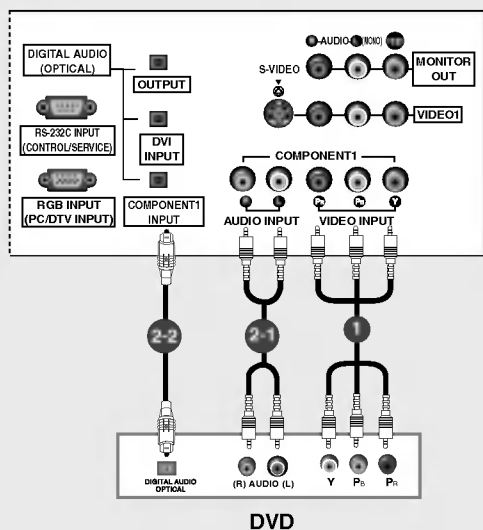 DIGITAL AUDIO
(OPTICAL)
OUTPUT
RS-232C INPUT
(CONTROL/SERVICE)
DVI
INPUT
RGB INPUT
(PC/DTV INPUT)
COMPONENT1
INPUT
AUDIO (MONO)
S-VIDEO
MONITOR
OUT
VIDEO1
COMPONENT1
Y
AUDIO INPUT
VIDEO INPUT
2-2
2-1
1
DIGITAL AUDIO
OPTICAL
(R) AUDIO (L)
Y PB PR
DVD